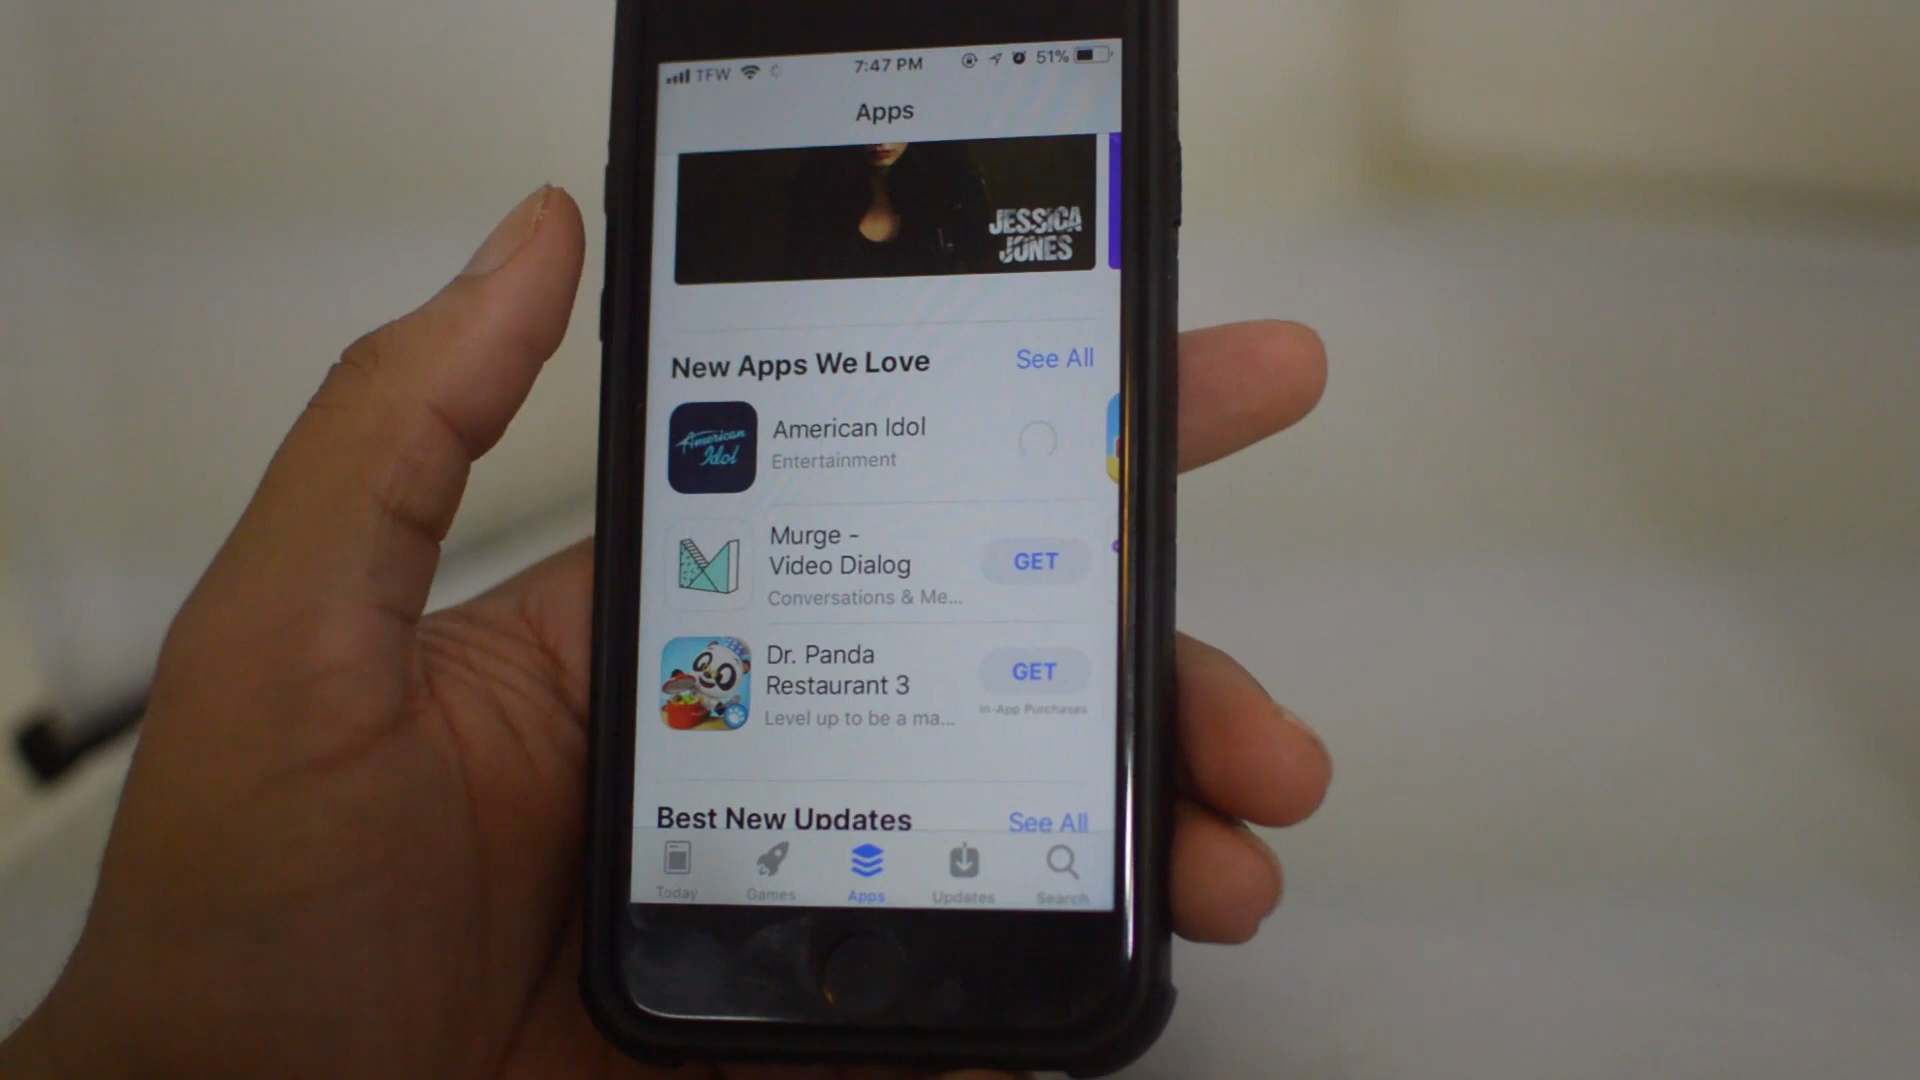 TFW 7:47 PM 51%
Apps
JESSICA
JONES
New Apps We Love See All
American Idol
American Idol
Entertainment
Murge -
Video Dialog
Conversations & Me...
GET
Dr. Panda
Restaurant 3
Level up to be a ma...
GET
In-App Purchases
Best New Updates See All
Today Games Apps Updates Search